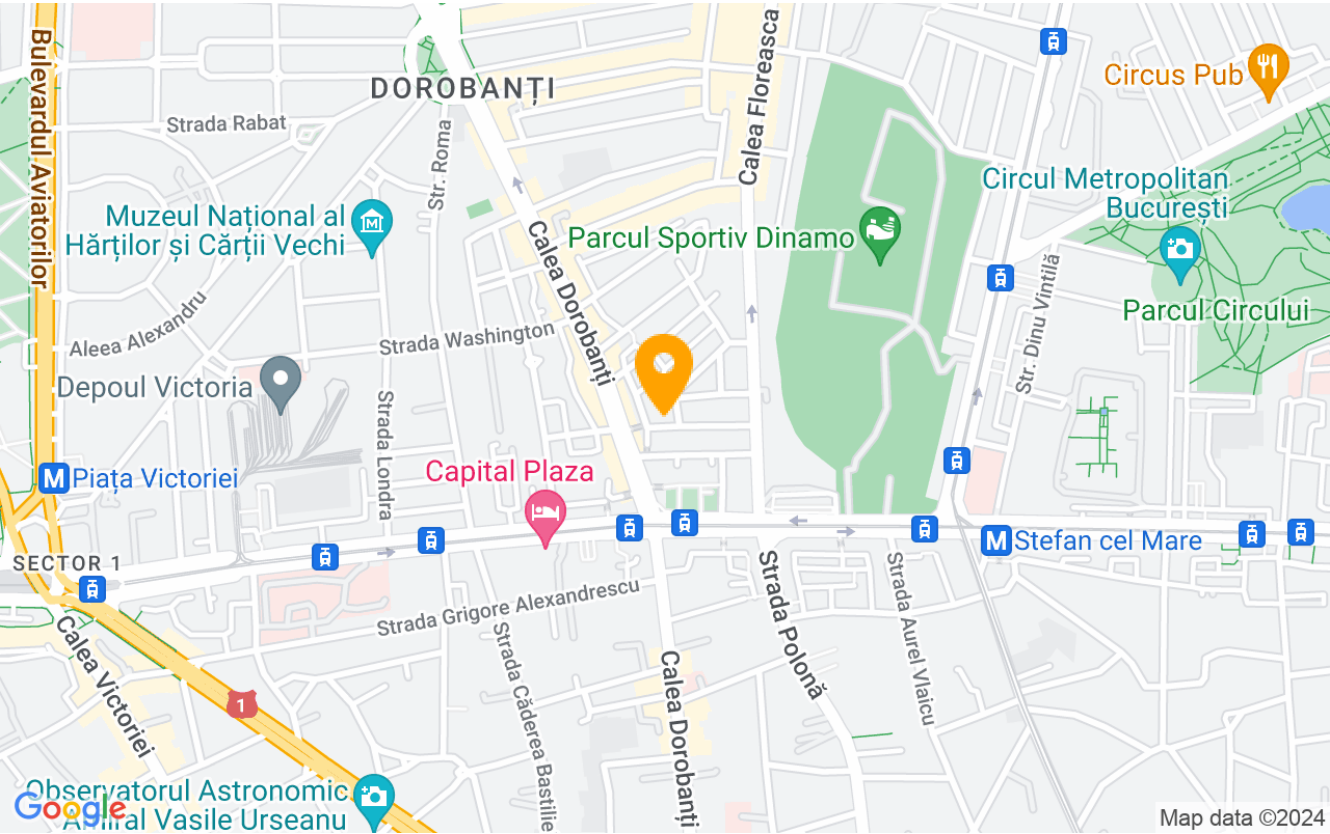 Bulevardul Aviatorilor
DOROBANȚI
Calea Floreasca
Circus Pub
Strada Rabat
Str. Roma
Circul Metropolitan
București
Muzeul Național al
Hărților și Cărții Vechi
Calea Dorobanți
Parcul Sportiv Dinamo
Str. Dinu Vintilă
Parcul Circului
Aleea Alexandru
Strada Washington
Depoul Victoria
Strada Londra
M Piața Victoriei
Capital Plaza
SECTOR 1
M Stefan cel Mare
Strada Grigore Alexandrescu
Strada Polonă
Strada Aurel Vlaicu
Calea Victoriei
Strada Căderea Bastiliei
Calea Dorobanți
1
Observatorul Astronomic
Amiral Vasile Urseanu
Google
Map data ©2024